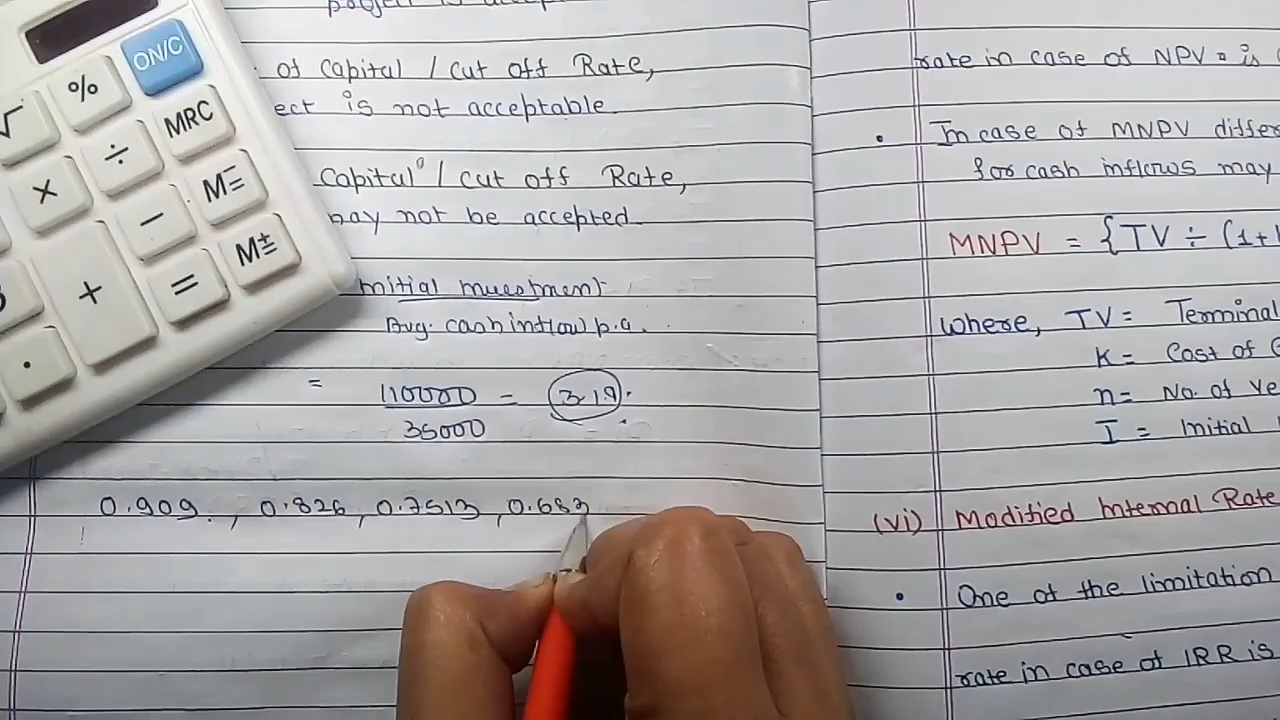 project is accep
of Capital / Cut off Rate,
ect is not acceptable
Capital / cut off Rate,
may not be accepted
initial investment
Avg. cash inflow p.a.
= 110000 = 3.19.
35000
0.909, 0.826, 0.7513, 0.683
rate in case of NPV is
• In case of MNPV differ
for cash inflows may
MNPV = {TV ÷ (1+
where, TV = Terminal
K = Cost of
n = No. of Ye
I = Initial
(vi) Modified Internal Rate
• One of the limitation
rate in case of IRR is
ON/C
√ % MRC
× ÷ M=
− M±
+ =
.